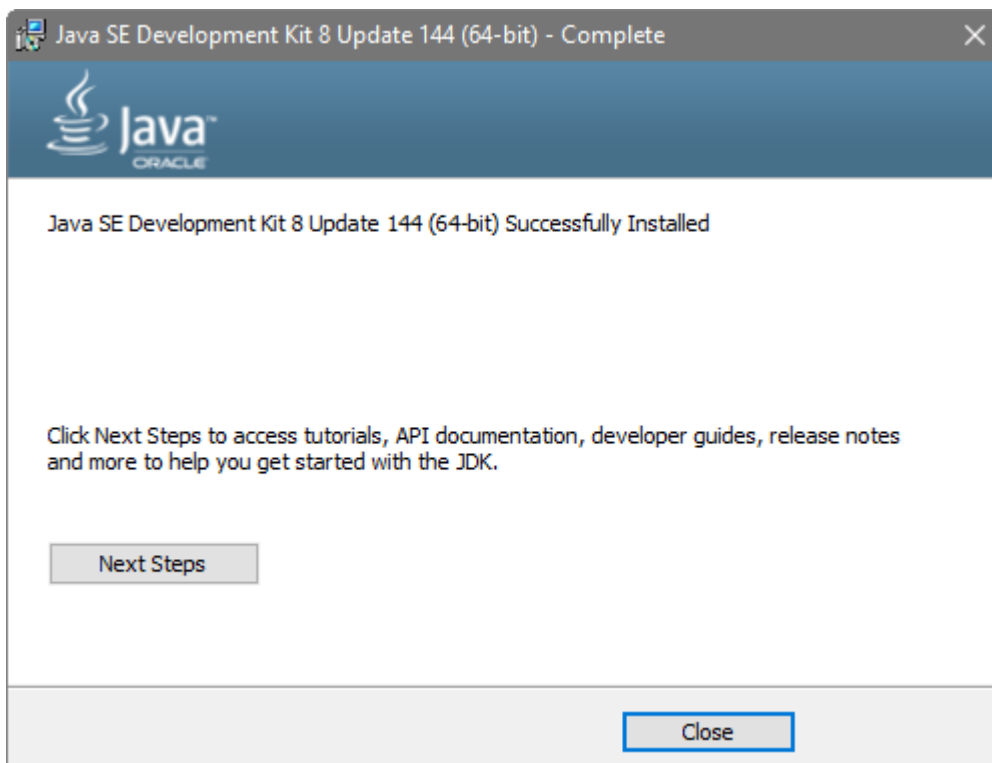 Java SE Development Kit 8 Update 144 (64-bit) - Complete
Java™
ORACLE
Java SE Development Kit 8 Update 144 (64-bit) Successfully Installed
Click Next Steps to access tutorials, API documentation, developer guides, release notes
and more to help you get started with the JDK.
Next Steps
Close